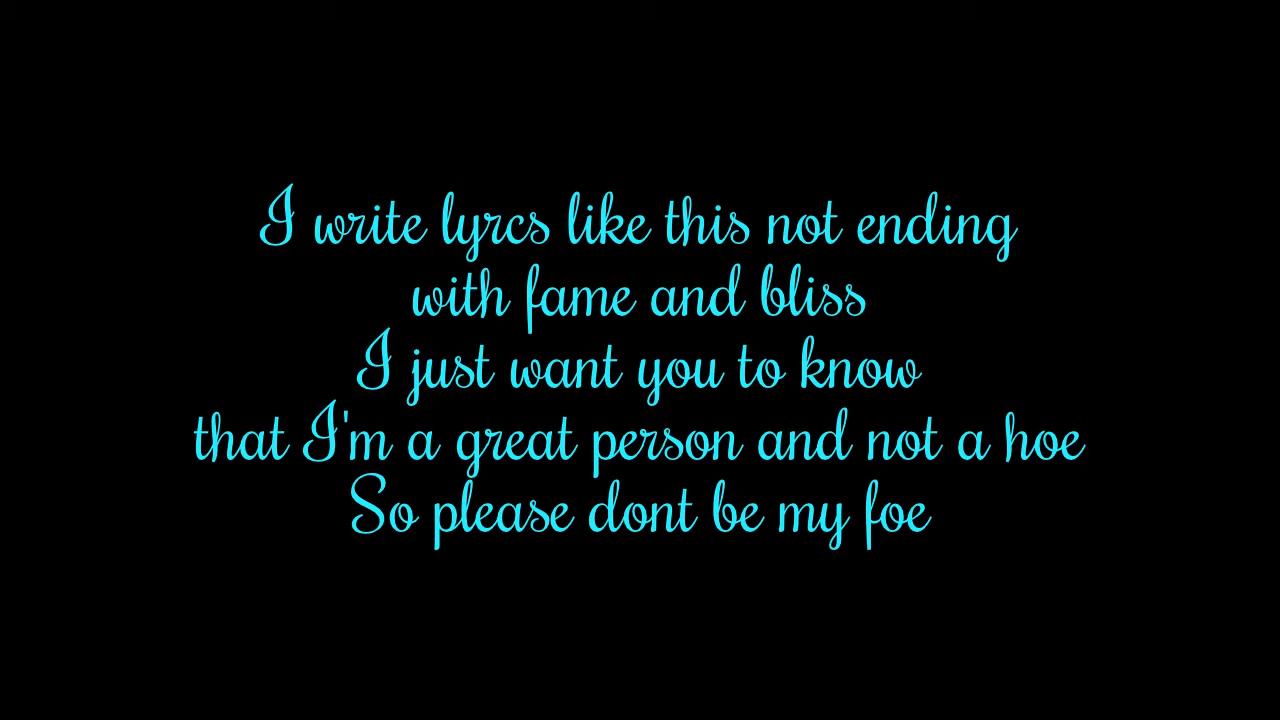 I write lyrcs like this not ending
with fame and bliss
I just want you to know
that I'm a great person and not a hoe
So please dont be my foe